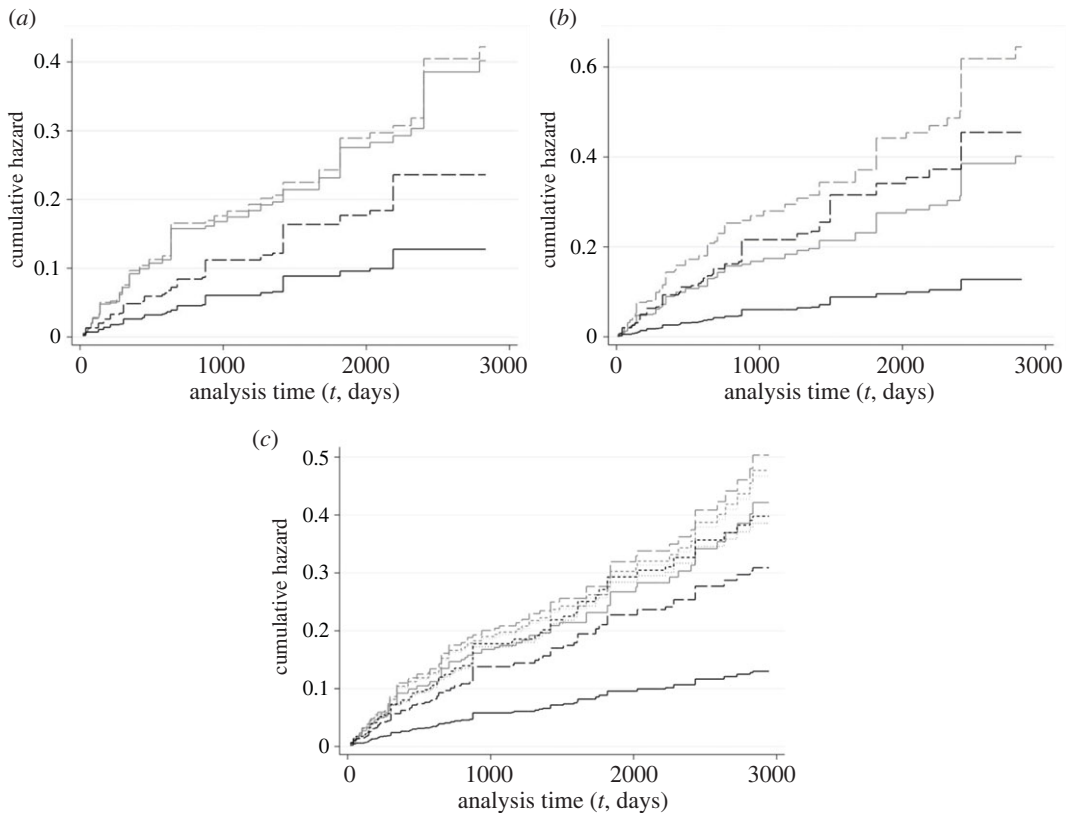 (a)
0.4
0.3
0.2
0.1
0
cumulative hazard
0 1000 2000 3000
analysis time (t, days)
(b)
0.6
0.4
0.2
0
cumulative hazard
0 1000 2000 3000
analysis time (t, days)
(c)
0.5
0.4
0.3
0.2
0.1
0
cumulative hazard
0 1000 2000 3000
analysis time (t, days)